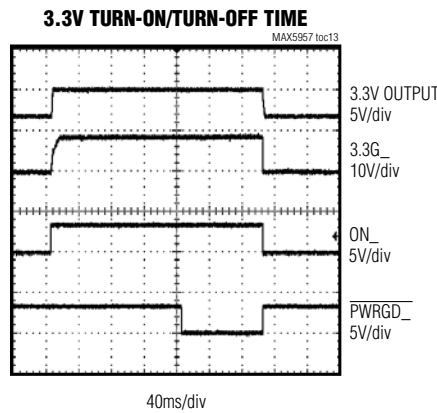 3.3V TURN-ON/TURN-OFF TIME
MAX5957 toc13
3.3V OUTPUT
5V/div
3.3G_
10V/div
ON_
5V/div
PWRGD_
5V/div
40ms/div